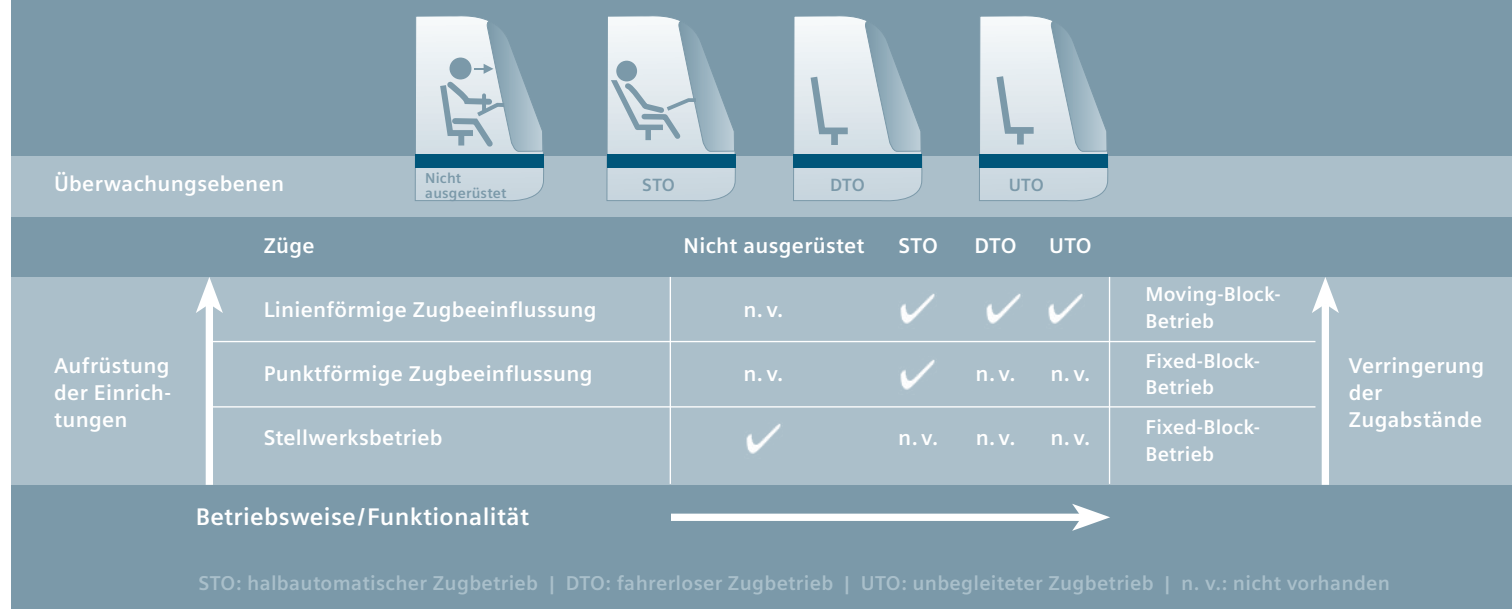 Nicht
ausgerüstet
STO
DTO
UTO
Überwachungsebenen
Züge Nicht ausgerüstet STO DTO UTO
Aufrüstung
der Einrich-
tungen
Linienförmige Zugbeeinflussung n. v. ✓ ✓ ✓
Moving-Block-
Betrieb
Punktförmige Zugbeeinflussung n. v. ✓ n. v. n. v.
Fixed-Block-
Betrieb
Stellwerksbetrieb ✓ n. v. n. v. n. v.
Fixed-Block-
Betrieb
Verringerung
der
Zugabstände
Betriebsweise/Funktionalität
STO: halbautomatischer Zugbetrieb | DTO: fahrerloser Zugbetrieb | UTO: unbegleiteter Zugbetrieb | n. v.: nicht vorhanden